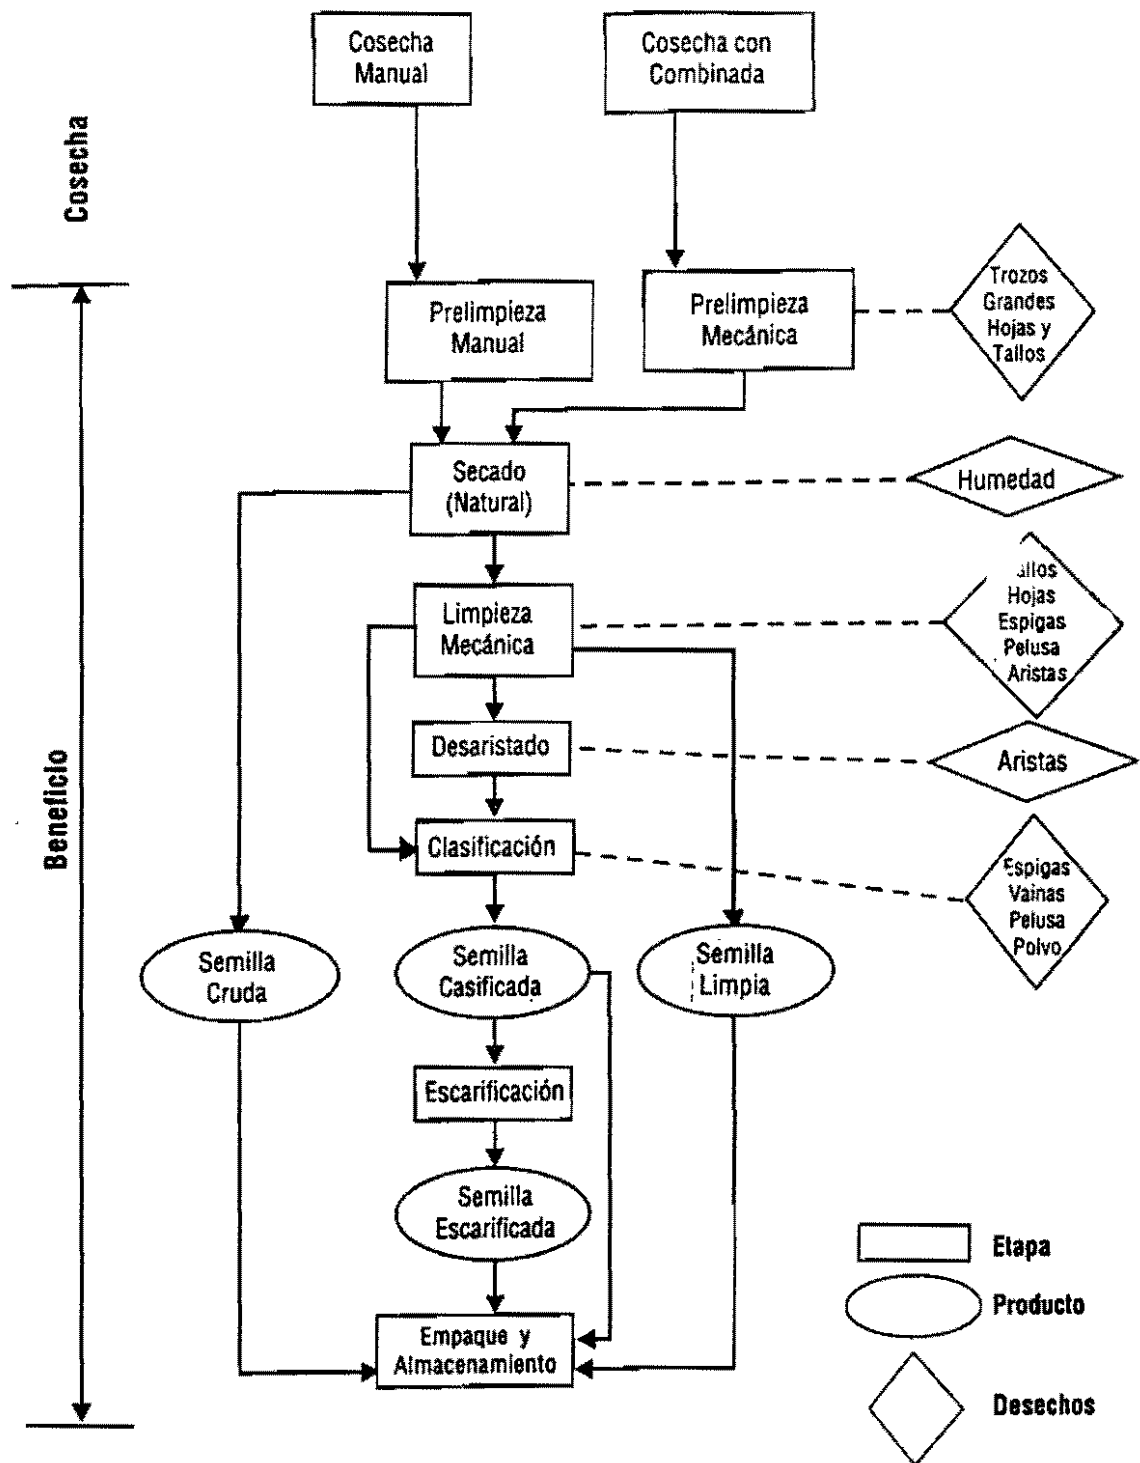 Cosecha
Manual
Cosecha con
Combinada
Cosecha
Prelimpieza
Manual
Prelimpieza
Mecánica
Trozos
Grandes
Hojas y
Tallos
Secado
(Natural)
Humedad
Limpieza
Mecánica
Hojas
Espigas
Pelusa
Aristas
Desaristado
Aristas
Beneficio
Clasificación
Espigas
Vainas
Pelusa
Polvo
Semilla
Cruda
Semilla
Casificada
Semilla
Limpia
Escarificación
Semilla
Escarificada
Empaque y
Almacenamiento
Etapa
Producto
Desechos